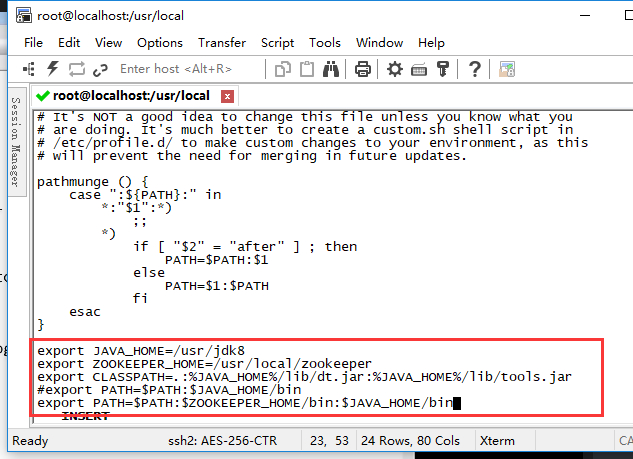 root@localhost:/usr/local
File Edit View Options Transfer Script Tools Window Help
Enter host <Alt+R>
Session Manager
root@localhost:/usr/local
# It's NOT a good idea to change this file unless you know what you
# are doing. It's much better to create a custom.sh shell script in
# /etc/profile.d/ to make custom changes to your environment, as this
# will prevent the need for merging in future updates.
pathmunge () {
case ":${PATH}:" in
*:"$1":*)
;;
*)
if [ "$2" = "after" ] ; then
PATH=$PATH:$1
else
PATH=$1:$PATH
fi
esac
}
export JAVA_HOME=/usr/jdk8
export ZOOKEEPER_HOME=/usr/local/zookeeper
export CLASSPATH=.:%JAVA_HOME%/lib/dt.jar:%JAVA_HOME%/lib/tools.jar
#export PATH=$PATH:$JAVA_HOME/bin
export PATH=$PATH:$ZOOKEEPER_HOME/bin:$JAVA_HOME/bin
INSERT
Ready ssh2: AES-256-CTR 23, 53 24 Rows, 80 Cols Xterm CA